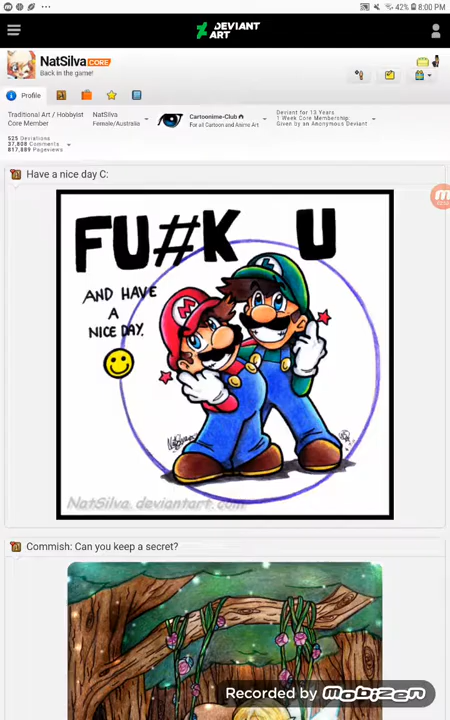 42% 8:00 PM
DEVIANT
ART
NatSilva CORE
Back in the game!
Profile
Traditional Art / Hobbyist
Core Member
NatSilva
Female/Australia
Cartoonime-Club
For all Cartoon and Anime Art
Deviant for 13 Years
1 Week Core Membership
Given by an Anonymous Deviant
525 Deviations
37,808 Comments
817,889 Pageviews
Have a nice day C:
FU#K U
AND HAVE
A
NICE DAY.
M
L
NatSilva.deviantart.com
Commish: Can you keep a secret?
Recorded by mobizen